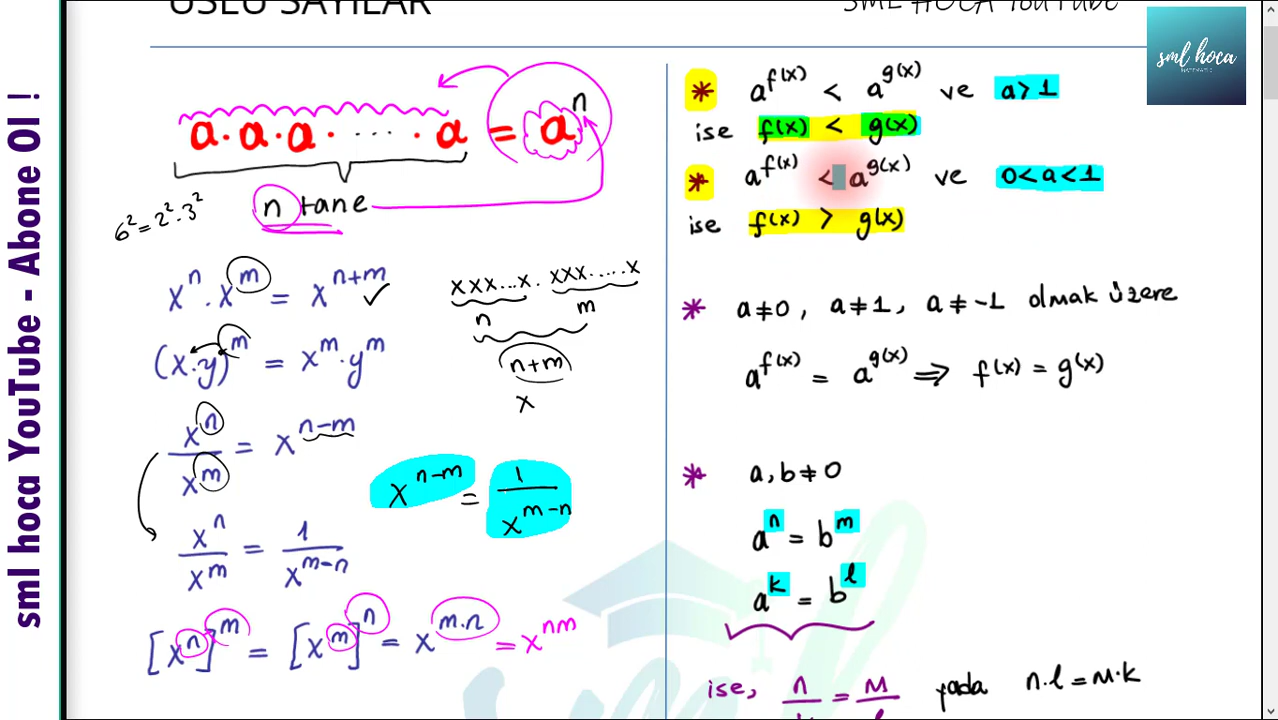 ÜSLÜ SAYILAR
SML HOCA YouTube
sml hoca
MATEMATİK
sml hoca YouTube - Abone Ol !
a·a·a· ···· ·a = aⁿ
n tane
6² = 2²·3²
xⁿ·xᵐ = xⁿ⁺ᵐ ✓
xxx...x . xxx.....x
n m
n+m
x
(x·y)ᵐ = xᵐ·yᵐ
xⁿ/xᵐ = xⁿ⁻ᵐ
xⁿ⁻ᵐ = 1/xᵐ⁻ⁿ
xⁿ/xᵐ = 1/xᵐ⁻ⁿ
[xⁿ]ᵐ = [xᵐ]ⁿ = x^(m.n) = xⁿᵐ
* a^f(x) < a^g(x) ve a>1
ise f(x) < g(x)
* a^f(x) < a^g(x) ve 0<a<1
ise f(x) > g(x)
* a≠0, a≠1, a≠-1 olmak üzere
a^f(x) = a^g(x) ⇒ f(x) = g(x)
* a,b≠0
aⁿ = bᵐ
aᵏ = bˡ
ise, n/k = m/l yada n.l = m.k